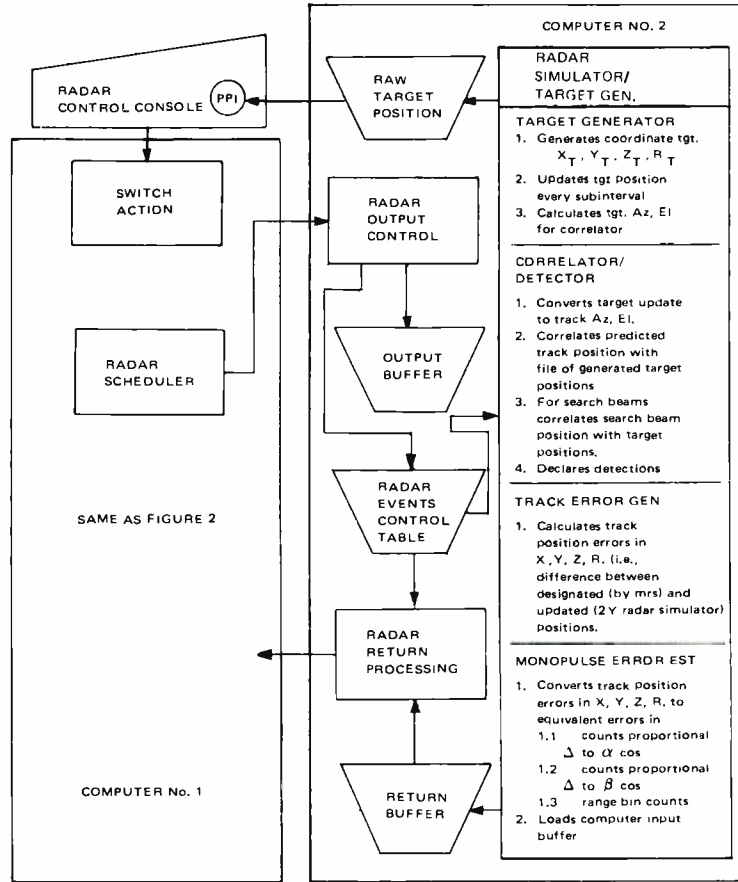 COMPUTER NO. 2
RADAR
CONTROL CONSOLE
PPI
RAW
TARGET
POSITION
RADAR
SIMULATOR/
TARGET GEN.
SWITCH
ACTION
RADAR
OUTPUT
CONTROL
RADAR
SCHEDULER
OUTPUT
BUFFER
RADAR
EVENTS
CONTROL
TABLE
SAME AS FIGURE 2
RADAR
RETURN
PROCESSING
COMPUTER No. 1
RETURN
BUFFER
TARGET GENERATOR
1. Generates coordinate tgt.
X_T, Y_T, Z_T, R_T
2. Updates tgt position
every subinterval
3. Calculates tgt. Az, El
for correlator
CORRELATOR/
DETECTOR
1. Converts target update
to track Az, El.
2. Correlates predicted
track position with
file of generated target
positions
3. For search beams
correlates search beam
position with target
positions.
4. Declares detections
TRACK ERROR GEN
1. Calculates track
position errors in
X, Y, Z, R. (i.e.,
difference between
designated (by mrs) and
updated (2Y radar simulator)
positions.
MONOPULSE ERROR EST
1. Converts track position
errors in X, Y, Z, R. to
equivalent errors in
1.1 counts proportional
Δ to α cos
1.2 counts proportional
Δ to β cos
1.3 range bin counts
2. Loads computer input
buffer